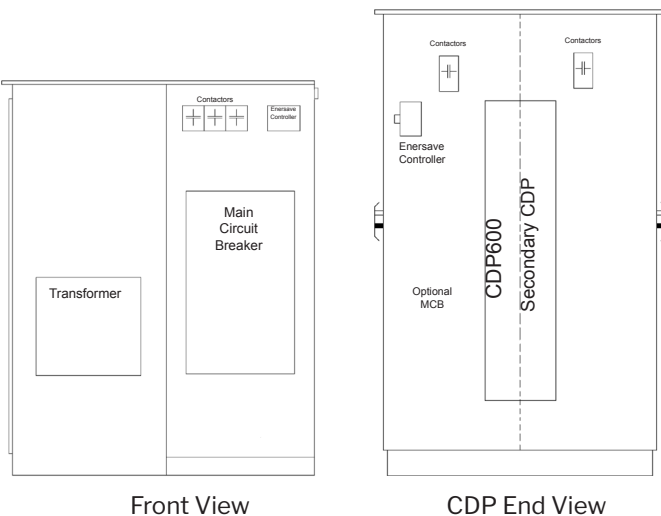 Contactors
Enersave
Controller
Main
Circuit
Breaker
Transformer
Front View
Contactors
Contactors
Enersave
Controller
CDP600
Secondary CDP
Optional
MCB
CDP End View